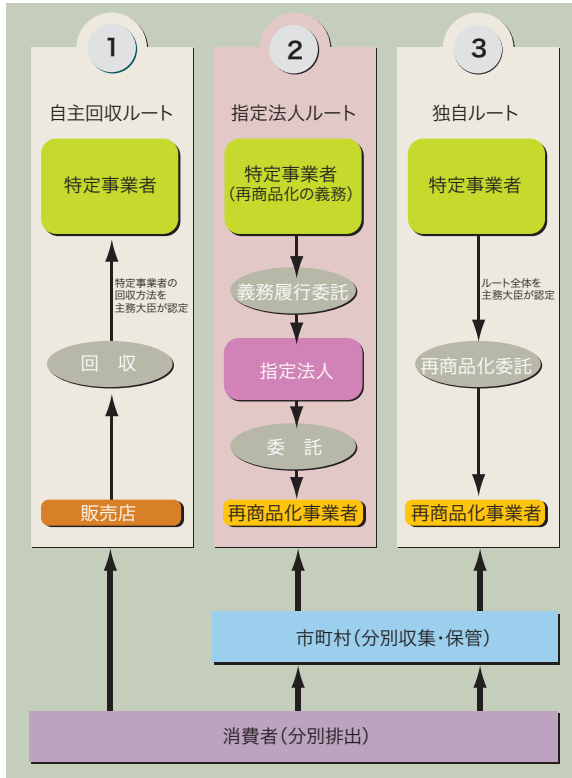 1
自主回収ルート
特定事業者
特定事業者の
回収方法を
主務大臣が認定
回 収
販売店
2
指定法人ルート
特定事業者
(再商品化の義務)
義務履行委託
指定法人
委 託
再商品化事業者
3
独自ルート
特定事業者
ルート全体を
主務大臣が認定
再商品化委託
再商品化事業者
市町村(分別収集・保管)
消費者(分別排出)